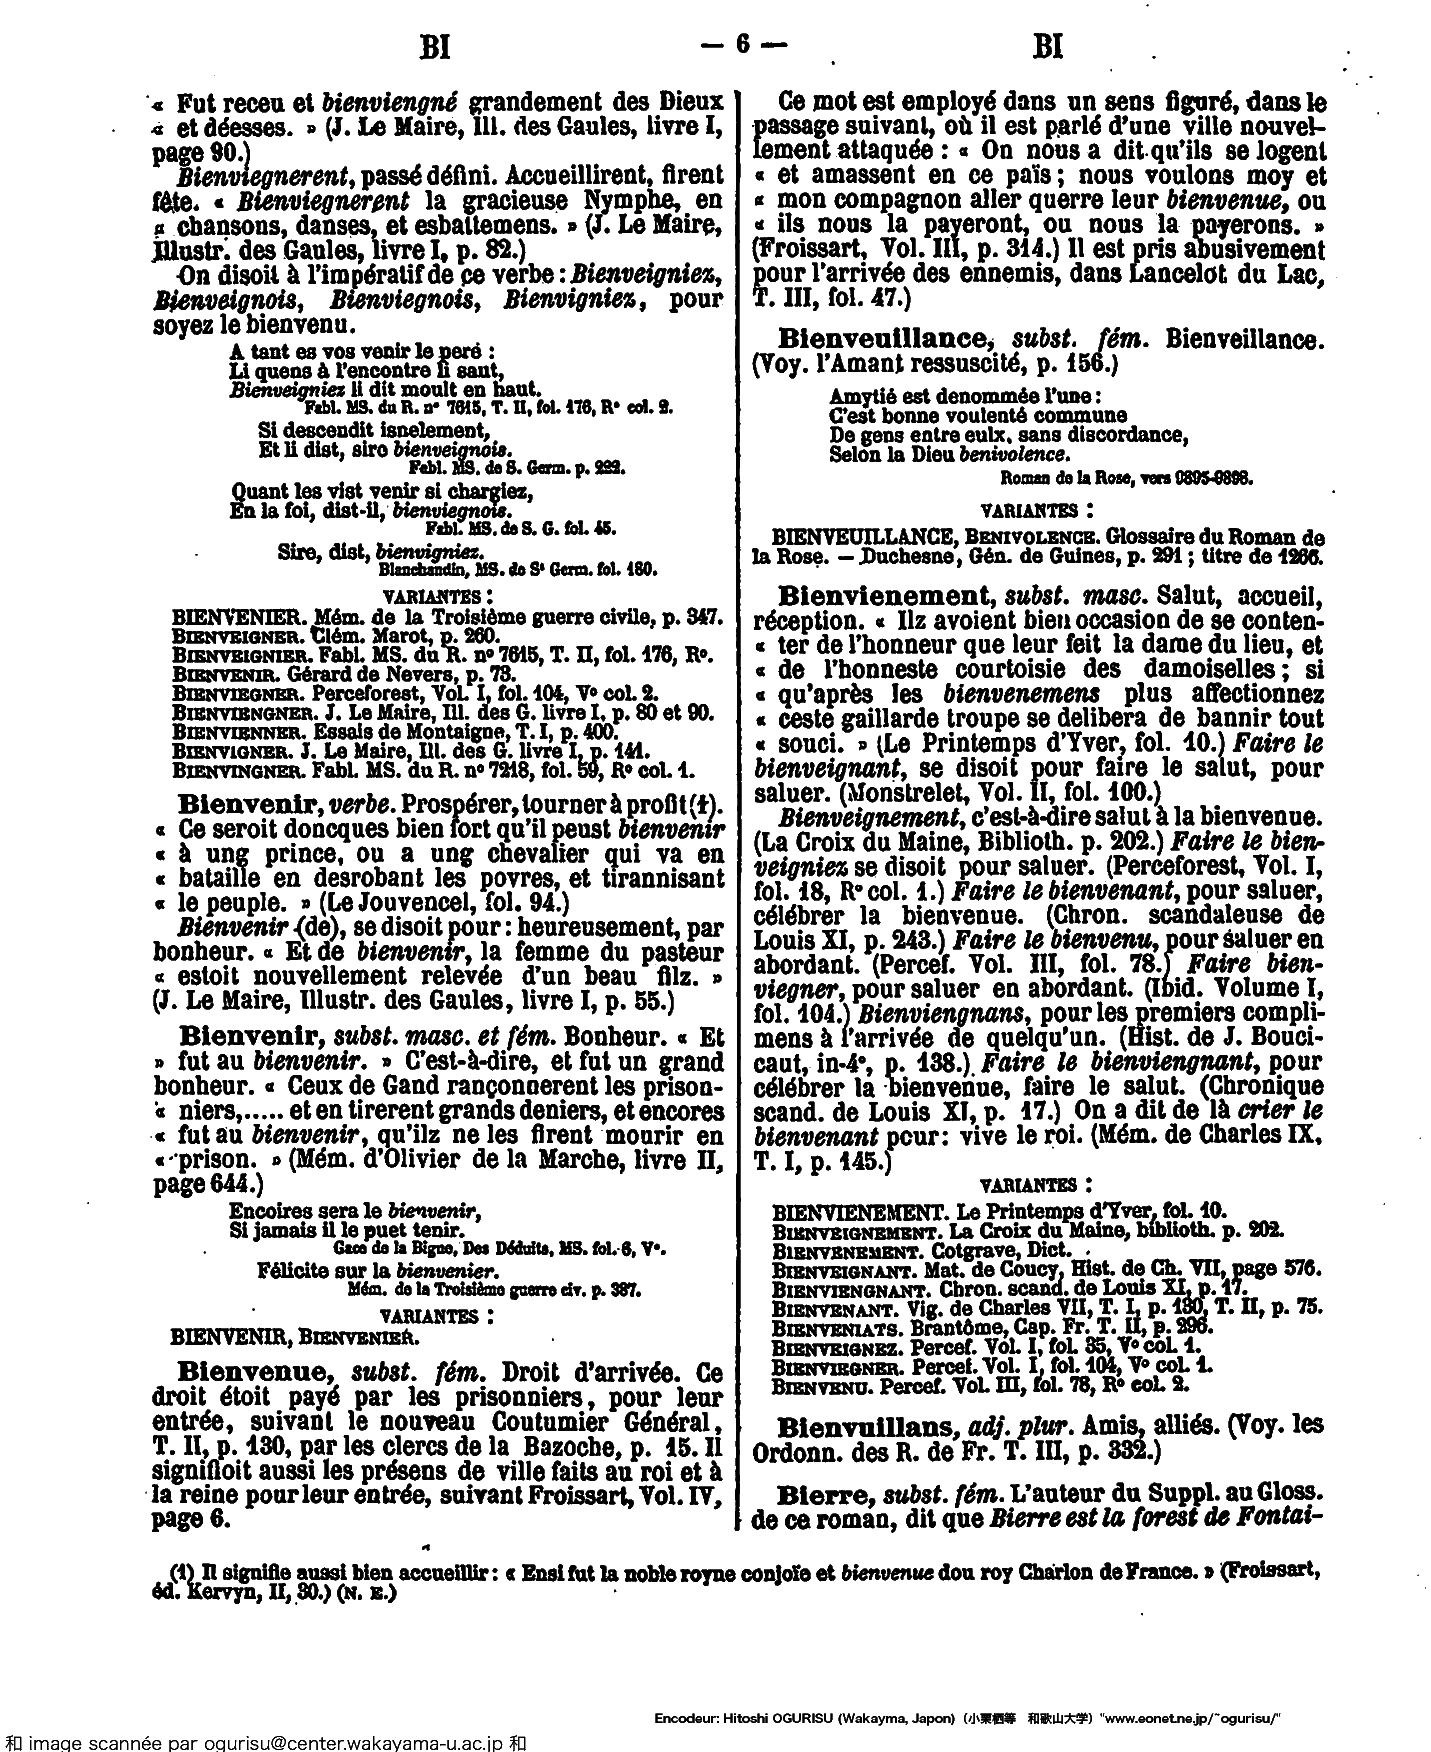 BI
— 6 —
BI
« Fut receu et bienviengné grandement des Dieux
« et déesses. » (J. Le Maire, Ill. des Gaules, livre I,
page 90.)
Bienviegnerent, passé défini. Accueillirent, firent
fête. « Bienviegnerent la gracieuse Nymphe, en
« chansons, danses, et esbattemens. » (J. Le Maire,
Illustr. des Gaules, livre I, p. 82.)
On disoit à l'impératif de ce verbe : Bienveigniez,
Bienveignois, Bienviegnois, Bienvigniez, pour
soyez le bienvenu.
A tant es vos venir le peré :
Li quens à l'encontre li saut,
Bienveigniez li dit moult en haut.
Fabl. MS. du R. nº 7615, T. II, fol. 176, Rº col. 2.
Si descendit isnelement,
Et li dist, sire bienveignois.
Fabl. MS. de S. Germ. p. 222.
Quant les vist venir si chargiez,
En la foi, dist-il, bienviegnois.
Fabl. MS. de S. G. fol. 45.
Sire, dist, bienvigniez.
Blanchandin, MS. de Sᵗ Germ. fol. 180.
VARIANTES :
BIENVENIER. Mém. de la Troisième guerre civile, p. 347.
BIENVEIGNER. Clém. Marot, p. 260.
BIENVEIGNIER. Fabl. MS. du R. nº 7615, T. II, fol. 176, Rº.
BIENVENIR. Gérard de Nevers, p. 73.
BIENVIEGNER. Perceforest, Vol. I, fol. 104, Vº col. 2.
BIENVIENGNER. J. Le Maire, Ill. des G. livre I, p. 80 et 90.
BIENVIENNER. Essais de Montaigne, T. I, p. 400.
BIENVIGNER. J. Le Maire, Ill. des G. livre I, p. 141.
BIENVINGNER. Fabl. MS. du R. nº 7218, fol. 59, Rº col. 1.
Bienvenir, verbe. Prospérer, tourner à profit (1).
« Ce seroit doncques bien fort qu'il peust bienvenir
« à ung prince, ou a ung chevalier qui va en
« bataille en desrobant les povres, et tirannisant
« le peuple. » (Le Jouvencel, fol. 94.)
Bienvenir (de), se disoit pour : heureusement, par
bonheur. « Et de bienvenir, la femme du pasteur
« estoit nouvellement relevée d'un beau filz. »
(J. Le Maire, Illustr. des Gaules, livre I, p. 55.)
Bienvenir, subst. masc. et fém. Bonheur. « Et
» fut au bienvenir. » C'est-à-dire, et fut un grand
bonheur. « Ceux de Gand rançonnerent les prison-
« niers,..... et en tirerent grands deniers, et encores
« fut au bienvenir, qu'ilz ne les firent mourir en
« prison. » (Mém. d'Olivier de la Marche, livre II,
page 644.)
Encoires sera le bienvenir,
Si jamais il le puet tenir.
Gace de la Bigne, Des Déduits, MS. fol. 6, Vº.
Félicite sur la bienvenier.
Mém. de la Troisième guerre civ. p. 387.
VARIANTES :
BIENVENIR, BIENVENIER.
Bienvenue, subst. fém. Droit d'arrivée. Ce
droit étoit payé par les prisonniers, pour leur
entrée, suivant le nouveau Coutumier Général,
T. II, p. 130, par les clercs de la Bazoche, p. 15. Il
signifioit aussi les présens de ville faits au roi et à
la reine pour leur entrée, suivant Froissart, Vol. IV,
page 6.
Ce mot est employé dans un sens figuré, dans le
passage suivant, où il est parlé d'une ville nouvel-
lement attaquée : « On nous a dit qu'ils se logent
« et amassent en ce païs ; nous voulons moy et
« mon compagnon aller querre leur bienvenue, ou
« ils nous la payeront, ou nous la payerons. »
(Froissart, Vol. III, p. 314.) Il est pris abusivement
pour l'arrivée des ennemis, dans Lancelot du Lac,
T. III, fol. 47.)
Bienveuillance, subst. fém. Bienveillance.
(Voy. l'Amant ressuscité, p. 156.)
Amytié est denommée l'une :
C'est bonne voulenté commune
De gens entre eulx, sans discordance,
Selon la Dieu benivolence.
Roman de la Rose, vers 9895-9898.
VARIANTES :
BIENVEUILLANCE, BENIVOLENCE. Glossaire du Roman de
la Rose. — Duchesne, Gén. de Guines, p. 291 ; titre de 1266.
Bienvienement, subst. masc. Salut, accueil,
réception. « Ilz avoient bien occasion de se conten-
« ter de l'honneur que leur feit la dame du lieu, et
« de l'honneste courtoisie des damoiselles ; si
« qu'après les bienvenemens plus affectionnez
« ceste gaillarde troupe se delibera de bannir tout
« souci. » (Le Printemps d'Yver, fol. 10.) Faire le
bienveignant, se disoit pour faire le salut, pour
saluer. (Monstrelet, Vol. II, fol. 100.)
Bienveignement, c'est-à-dire salut à la bienvenue.
(La Croix du Maine, Biblioth. p. 202.) Faire le bien-
veigniez se disoit pour saluer. (Perceforest, Vol. I,
fol. 18, Rº col. 1.) Faire le bienvenant, pour saluer,
célébrer la bienvenue. (Chron. scandaleuse de
Louis XI, p. 243.) Faire le bienvenu, pour saluer en
abordant. (Percef. Vol. III, fol. 78.) Faire bien-
viegner, pour saluer en abordant. (Ibid. Volume I,
fol. 104.) Bienviengnans, pour les premiers compli-
mens à l'arrivée de quelqu'un. (Hist. de J. Bouci-
caut, in-4º, p. 138.) Faire le bienviengnant, pour
célébrer la bienvenue, faire le salut. (Chronique
scand. de Louis XI, p. 17.) On a dit de là crier le
bienvenant pour : vive le roi. (Mém. de Charles IX,
T. I, p. 145.)
VARIANTES :
BIENVIENEMENT. Le Printemps d'Yver, fol. 10.
BIENVEIGNEMENT. La Croix du Maine, biblioth. p. 202.
BIENVENEMENT. Cotgrave, Dict.
BIENVEIGNANT. Mat. de Coucy, Hist. de Ch. VII, page 576.
BIENVIENGNANT. Chron. scand. de Louis XI, p. 17.
BIENVENANT. Vig. de Charles VII, T. I, p. 130, T. II, p. 75.
BIENVENIATS. Brantôme, Cap. Fr. T. II, p. 296.
BIENVEIGNEZ. Percef. Vol. I, fol. 35, Vº col. 1.
BIENVIEGNER. Percef. Vol. I, fol. 104, Vº col. 1.
BIENVENU. Percef. Vol. III, fol. 78, Rº col. 2.
Bienvuillans, adj. plur. Amis, alliés. (Voy. les
Ordonn. des R. de Fr. T. III, p. 332.)
Bierre, subst. fém. L'auteur du Suppl. au Gloss.
de ce roman, dit que Bierre est la forest de Fontai-
(1) Il signifie aussi bien accueillir : « Ensi fut la noble royne conjoïe et bienvenue dou roy Charlon de France. » (Froissart,
éd. Kervyn, II, 30.) (N. E.)
Encodeur: Hitoshi OGURISU (Wakayma, Japon) (小栗栖等 和歌山大学) "www.eonet.ne.jp/~ogurisu/"
和 image scannée par ogurisu@center.wakayama-u.ac.jp 和